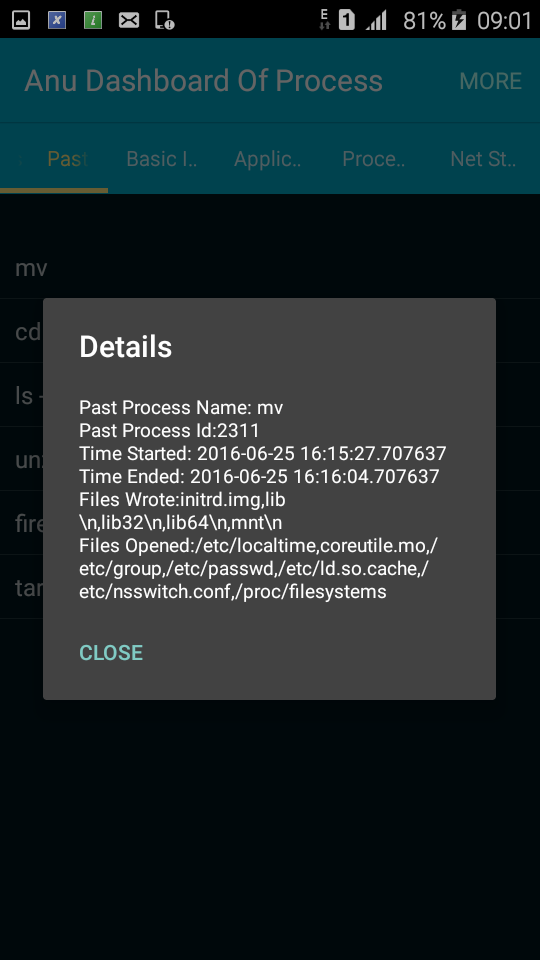 E 1 81% 09:01
Anu Dashboard Of Process MORE
Past Basic I.. Applic.. Proce.. Net St..
mv
cd
ls -
fire
tar
Details
Past Process Name: mv
Past Process Id:2311
Time Started: 2016-06-25 16:15:27.707637
Time Ended: 2016-06-25 16:16:04.707637
Files Wrote:initrd.img,lib
\n,lib32\n,lib64\n,mnt\n
Files Opened:/etc/localtime,coreutile.mo,/
etc/group,/etc/passwd,/etc/ld.so.cache,/
etc/nsswitch.conf,/proc/filesystems
CLOSE